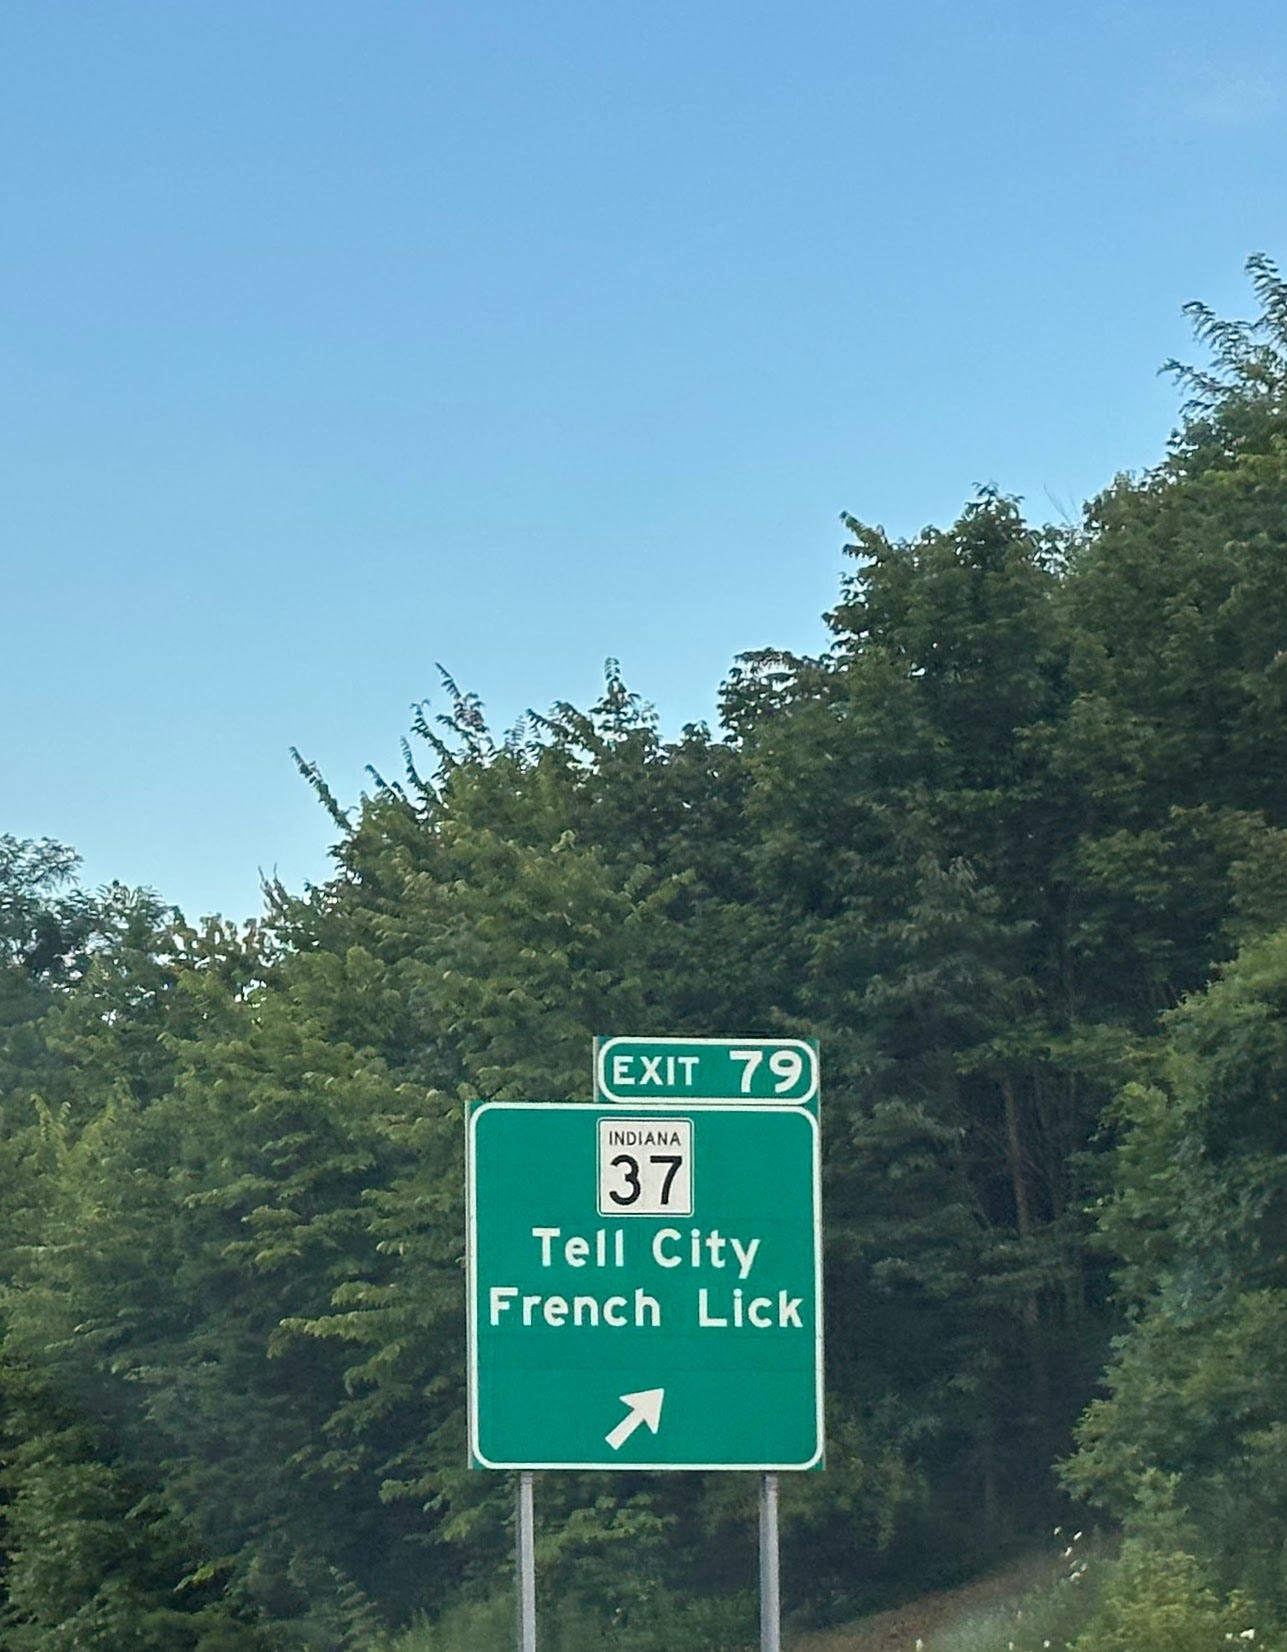 EXIT 79
INDIANA
37
Tell City
French Lick